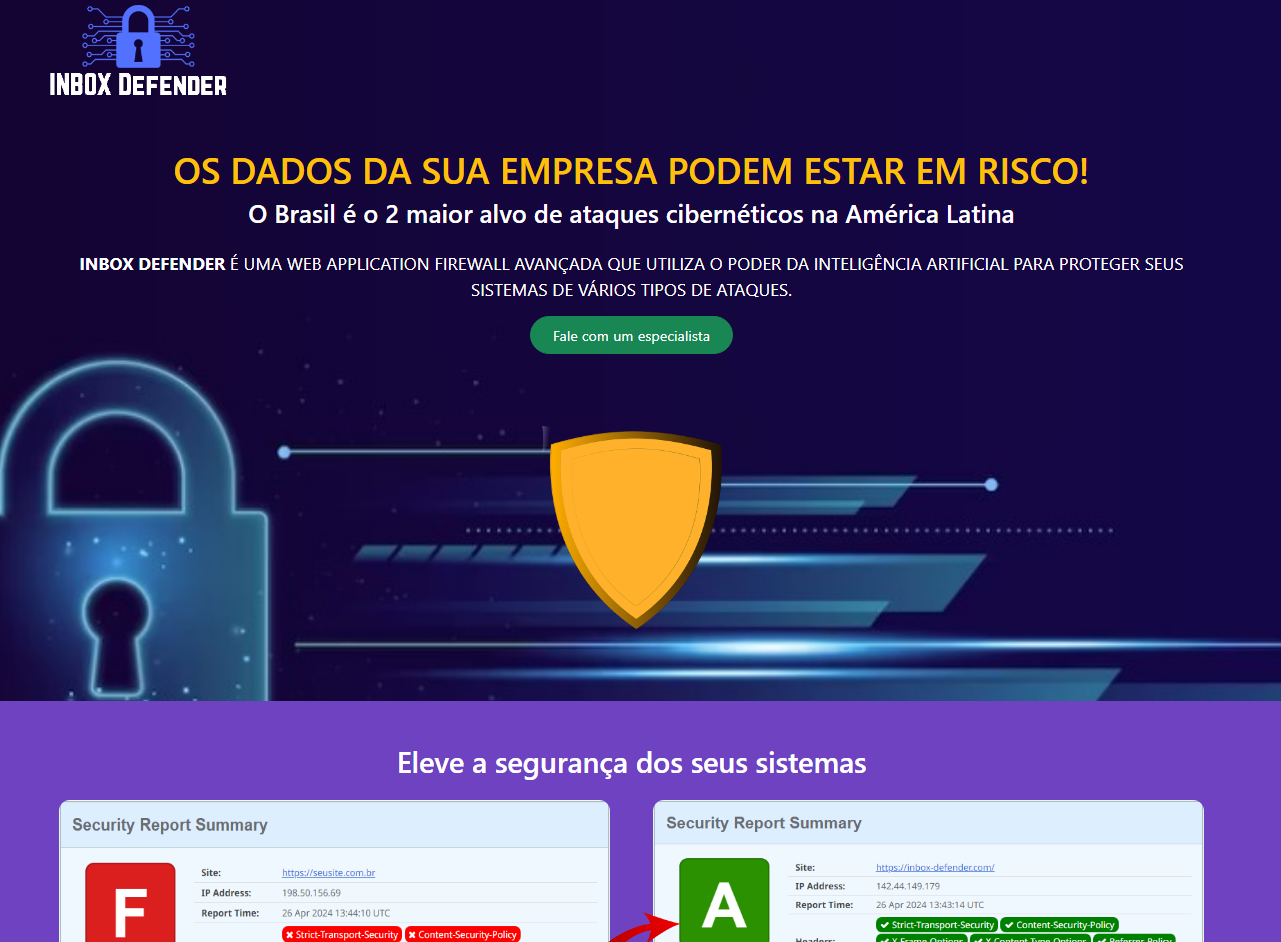 INBOX DEFENDER
OS DADOS DA SUA EMPRESA PODEM ESTAR EM RISCO!
O Brasil é o 2 maior alvo de ataques cibernéticos na América Latina
INBOX DEFENDER É UMA WEB APPLICATION FIREWALL AVANÇADA QUE UTILIZA O PODER DA INTELIGÊNCIA ARTIFICIAL PARA PROTEGER SEUS
SISTEMAS DE VÁRIOS TIPOS DE ATAQUES.
Fale com um especialista
Eleve a segurança dos seus sistemas
Security Report Summary
F
Site: https://seusite.com.br
IP Address: 198.50.156.69
Report Time: 26 Apr 2024 13:44:10 UTC
✖ Strict-Transport-Security ✖ Content-Security-Policy
Security Report Summary
A
Site: https://inbox-defender.com/
IP Address: 142.44.149.179
Report Time: 26 Apr 2024 13:43:14 UTC
✔ Strict-Transport-Security ✔ Content-Security-Policy
Headers: ✔ X-Frame-Options ✔ X-Content-Type-Options ✔ Referrer-Policy